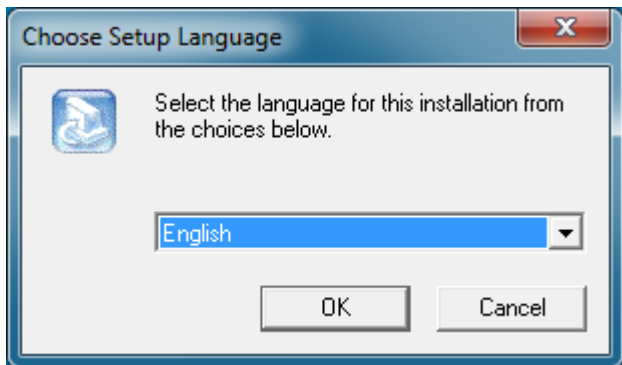 Choose Setup Language
Select the language for this installation from
the choices below.
English
OK
Cancel